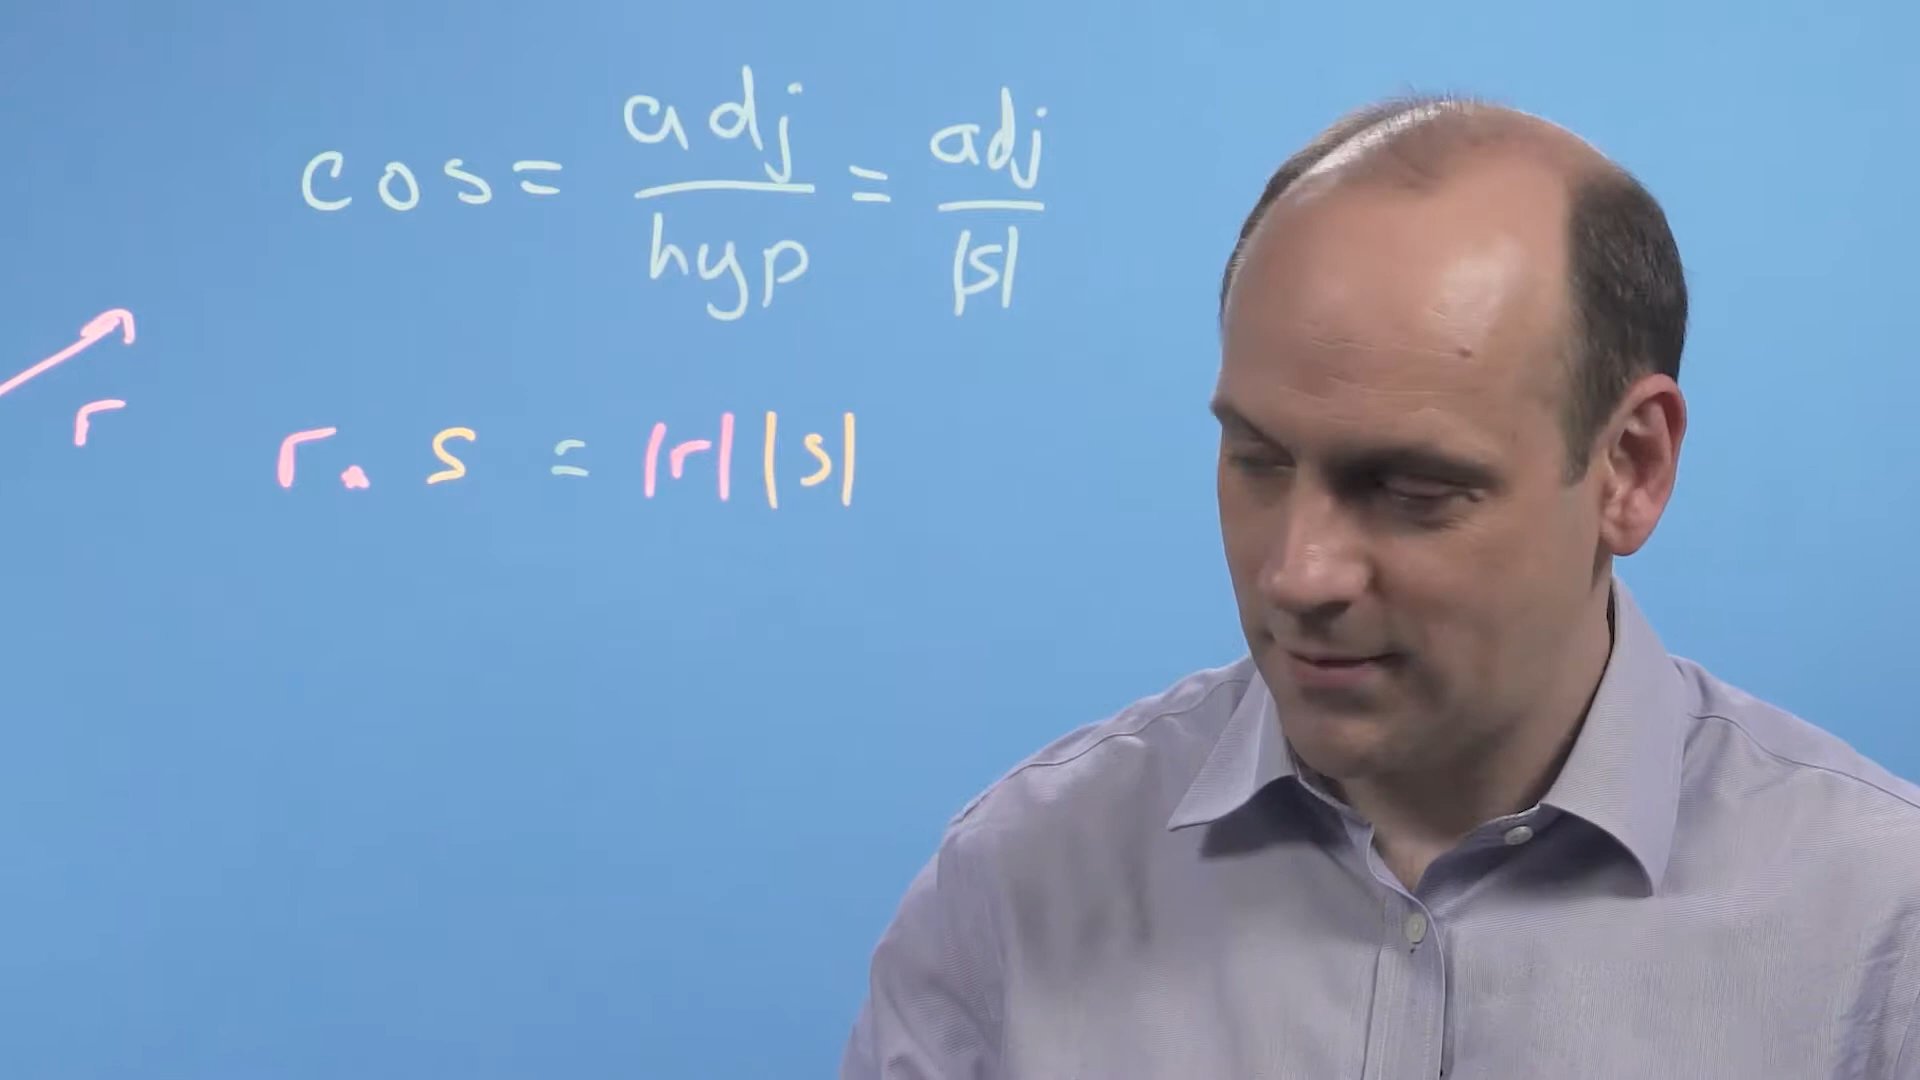 cos = adj/hyp = adj/|s|
r
r . s = |r||s|